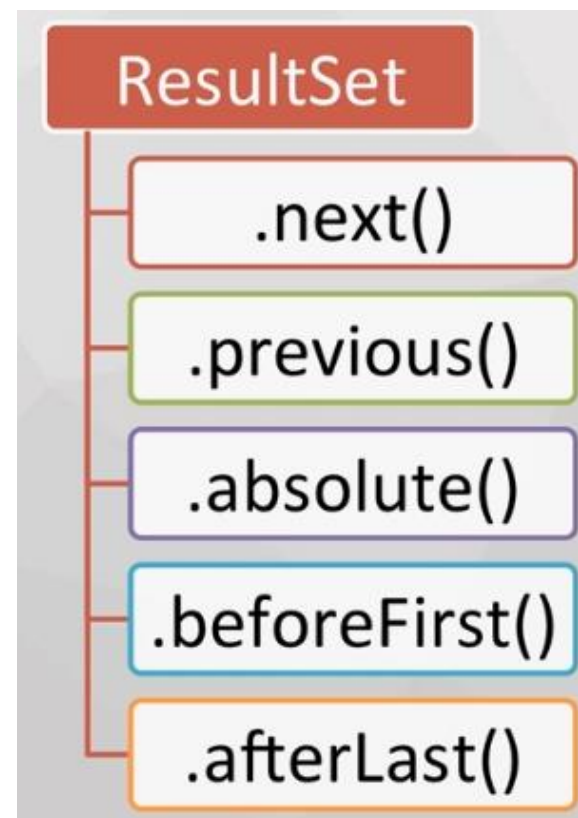 ResultSet
.next()
.previous()
.absolute()
.beforeFirst()
.afterLast()